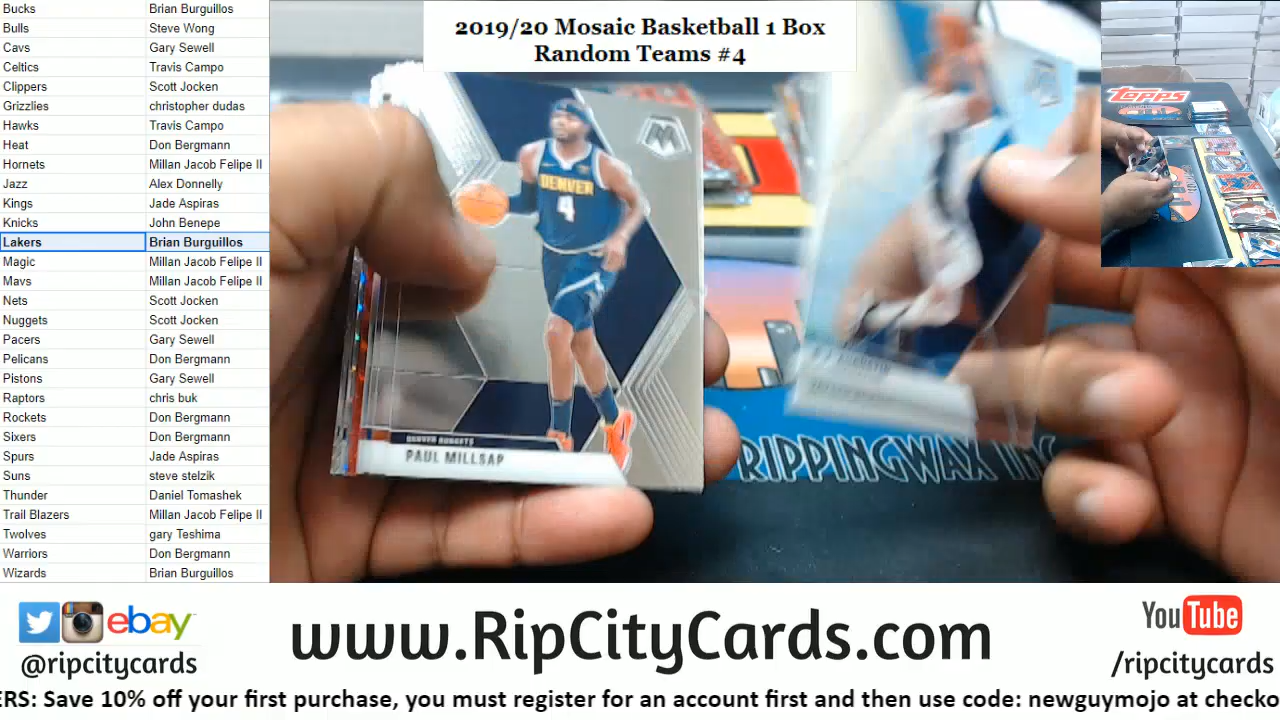 Bucks Brian Burguillos
Bulls Steve Wong
Cavs Gary Sewell
Celtics Travis Campo
Clippers Scott Jocken
Grizzlies christopher dudas
Hawks Travis Campo
Heat Don Bergmann
Hornets Millan Jacob Felipe II
Jazz Alex Donnelly
Kings Jade Aspiras
Knicks John Benepe
Lakers Brian Burguillos
Magic Millan Jacob Felipe II
Mavs Millan Jacob Felipe II
Nets Scott Jocken
Nuggets Scott Jocken
Pacers Gary Sewell
Pelicans Don Bergmann
Pistons Gary Sewell
Raptors chris buk
Rockets Don Bergmann
Sixers Don Bergmann
Spurs Jade Aspiras
Suns steve stelzik
Thunder Daniel Tomashek
Trail Blazers Millan Jacob Felipe II
Twolves gary Teshima
Warriors Don Bergmann
Wizards Brian Burguillos
2019/20 Mosaic Basketball 1 Box
Random Teams #4
M
DENVER
4
DENVER NUGGETS
PAUL MILLSAP
TOPPS
RIPPINGWAX INC
ebay
@ripcitycards
www.RipCityCards.com
YouTube
/ripcitycards
ERS: Save 10% off your first purchase, you must register for an account first and then use code: newguymojo at checko